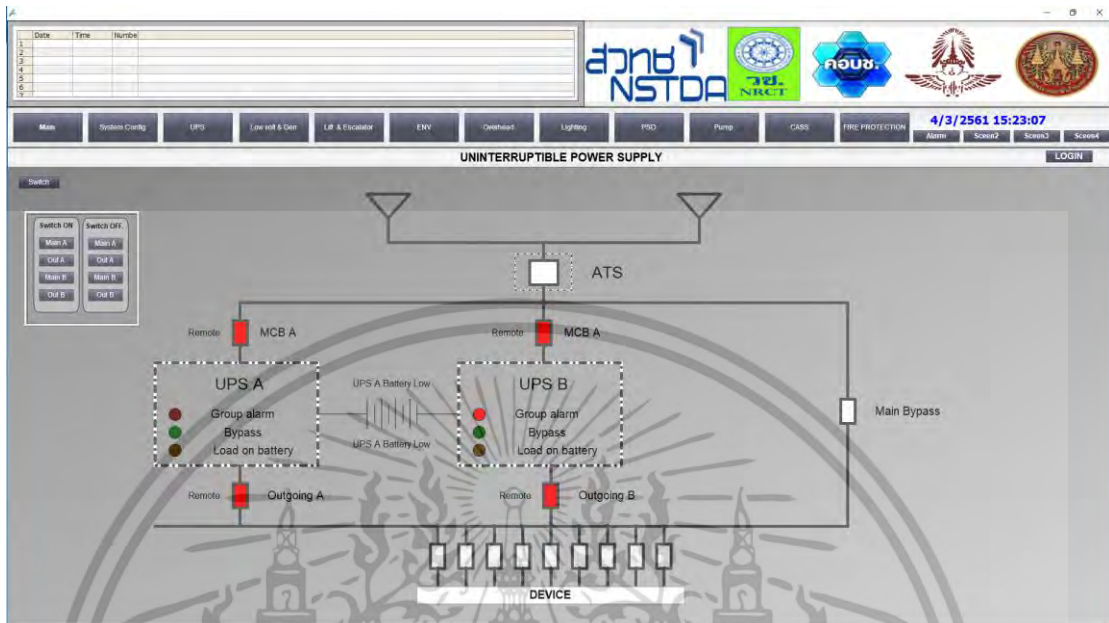 Date Time Numbe
1
2
3
4
5
6
7
สวทช
NSTDA
วช.
NRCT
คอบช.
Main System Config UPS Low volt & Gen Lift & Escalator ENV Overhead Lighting PSD Pump CASS FIRE PROTECTION
4/3/2561 15:23:07
Alarm Sceen2 Sceen3 Sceen4
UNINTERRUPTIBLE POWER SUPPLY
LOGIN
Switch
Switch ON Switch OFF.
Main A Main A
Out A Out A
Main B Main B
Out B Out B
ATS
Remote MCB A
Remote MCB A
UPS A
Group alarm
Bypass
Load on battery
UPS A Battery Low
UPS A Battery Low
UPS B
Group alarm
Bypass
Load on battery
Main Bypass
Remote Outgoing A
Remote Outgoing B
DEVICE